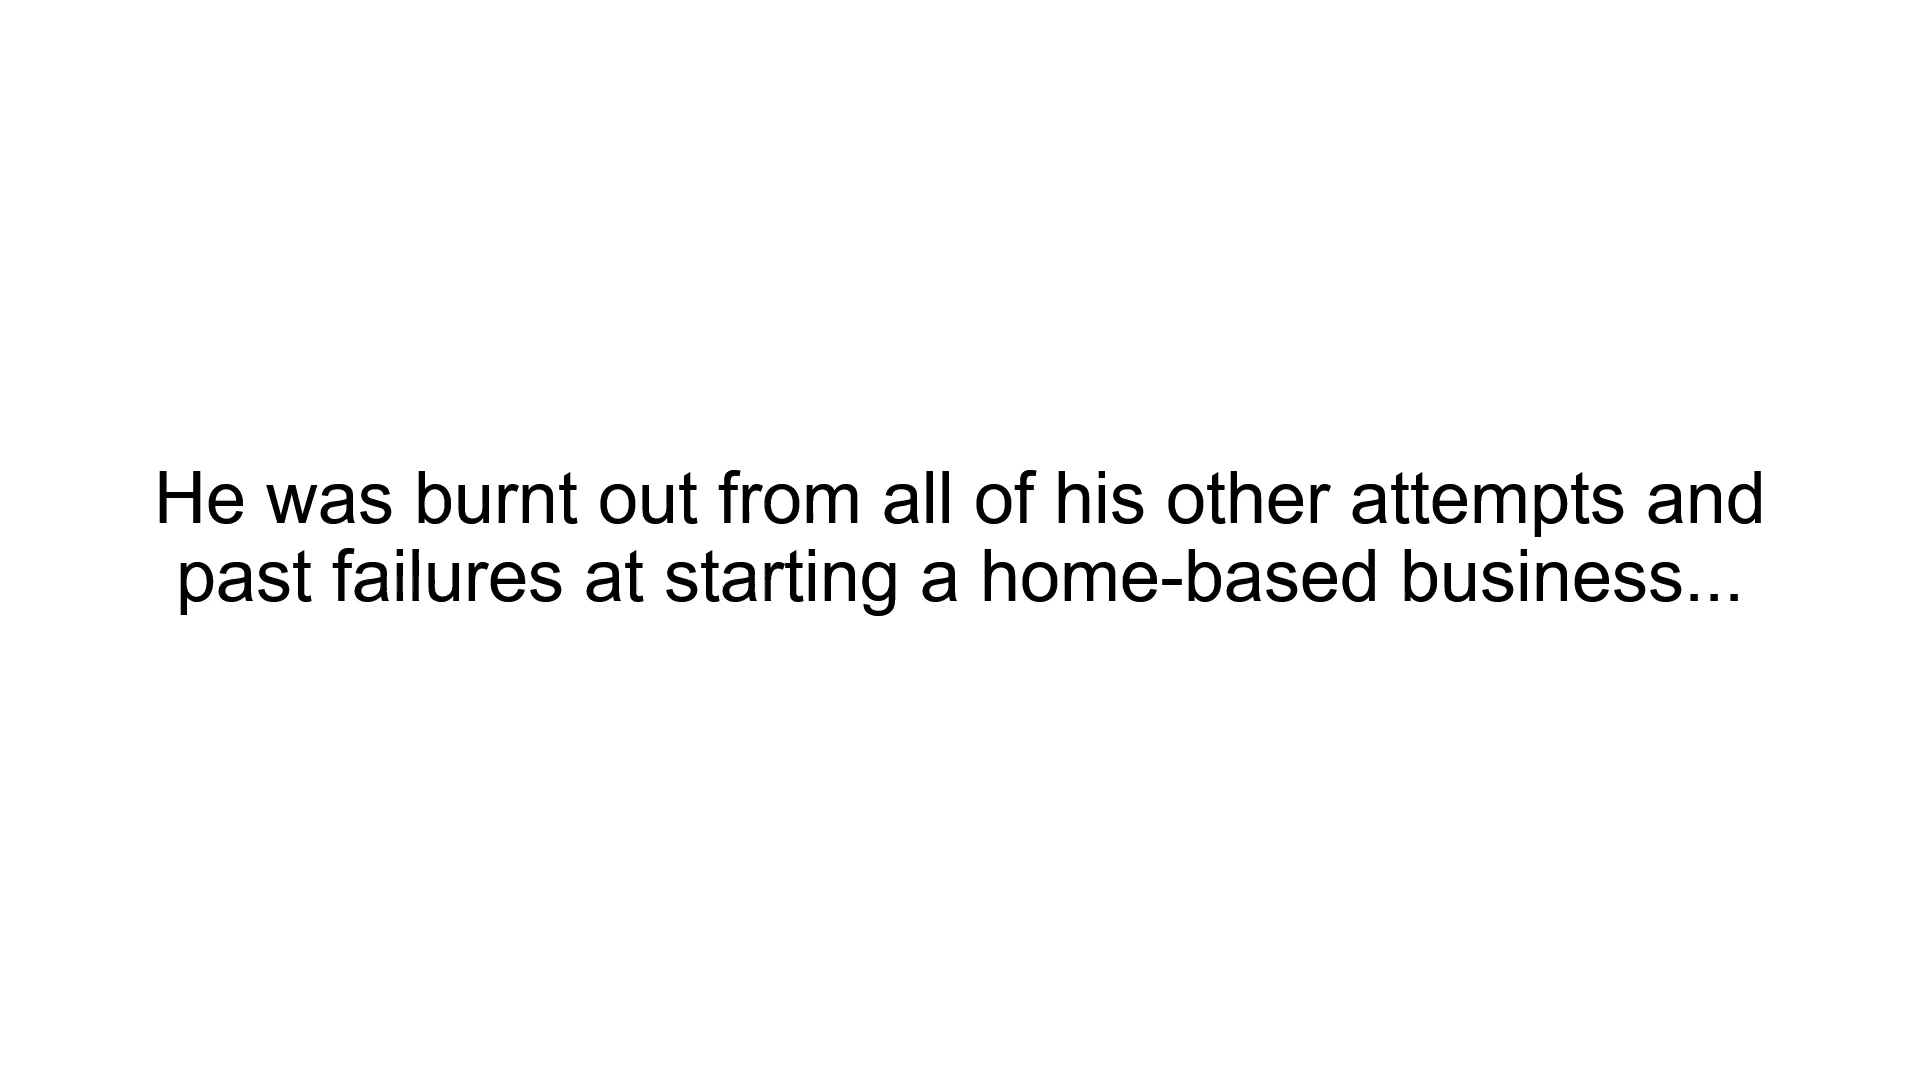 He was burnt out from all of his other attempts and
past failures at starting a home-based business...